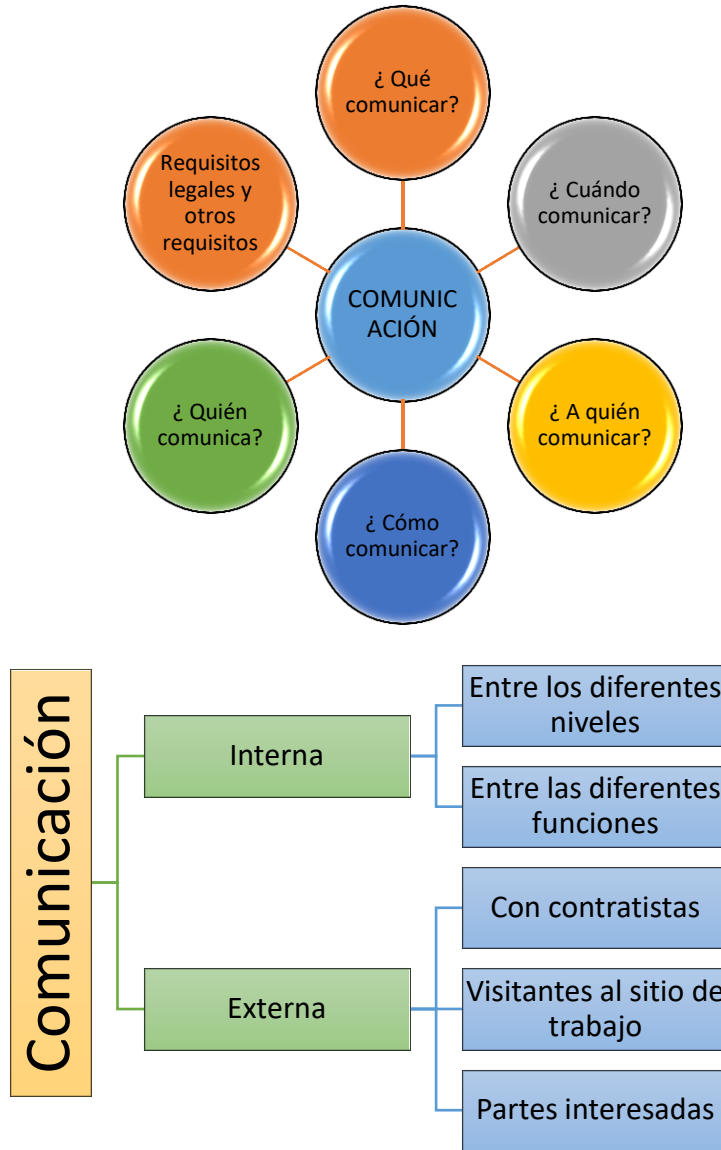 ¿ Qué
comunicar?
Requisitos
legales y
otros
requisitos
¿ Cuándo
comunicar?
COMUNIC
ACIÓN
¿ Quién
comunica?
¿ A quién
comunicar?
¿ Cómo
comunicar?
Comunicación
Interna
Entre los diferentes
niveles
Entre las diferentes
funciones
Externa
Con contratistas
Visitantes al sitio de
trabajo
Partes interesadas